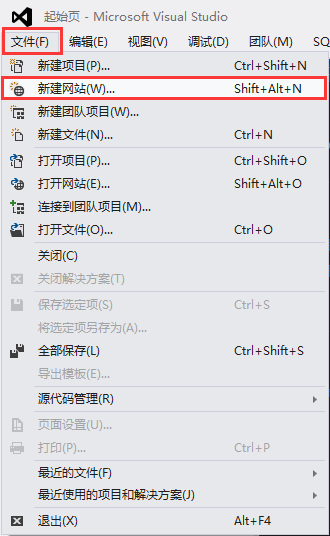 起始页 - Microsoft Visual Studio
文件(F) 编辑(E) 视图(V) 调试(D) 团队(M) SQ
新建项目(P)... Ctrl+Shift+N
新建网站(W)... Shift+Alt+N
新建团队项目(W)...
新建文件(N)... Ctrl+N
打开项目(P)... Ctrl+Shift+O
打开网站(E)... Shift+Alt+O
连接到团队项目(M)...
打开文件(O)... Ctrl+O
关闭(C)
关闭解决方案(T)
保存选定项(S) Ctrl+S
将选定项另存为(A)...
全部保存(L) Ctrl+Shift+S
导出模板(E)...
源代码管理(R)
页面设置(U)...
打印(P)... Ctrl+P
最近的文件(F)
最近使用的项目和解决方案(J)
退出(X) Alt+F4